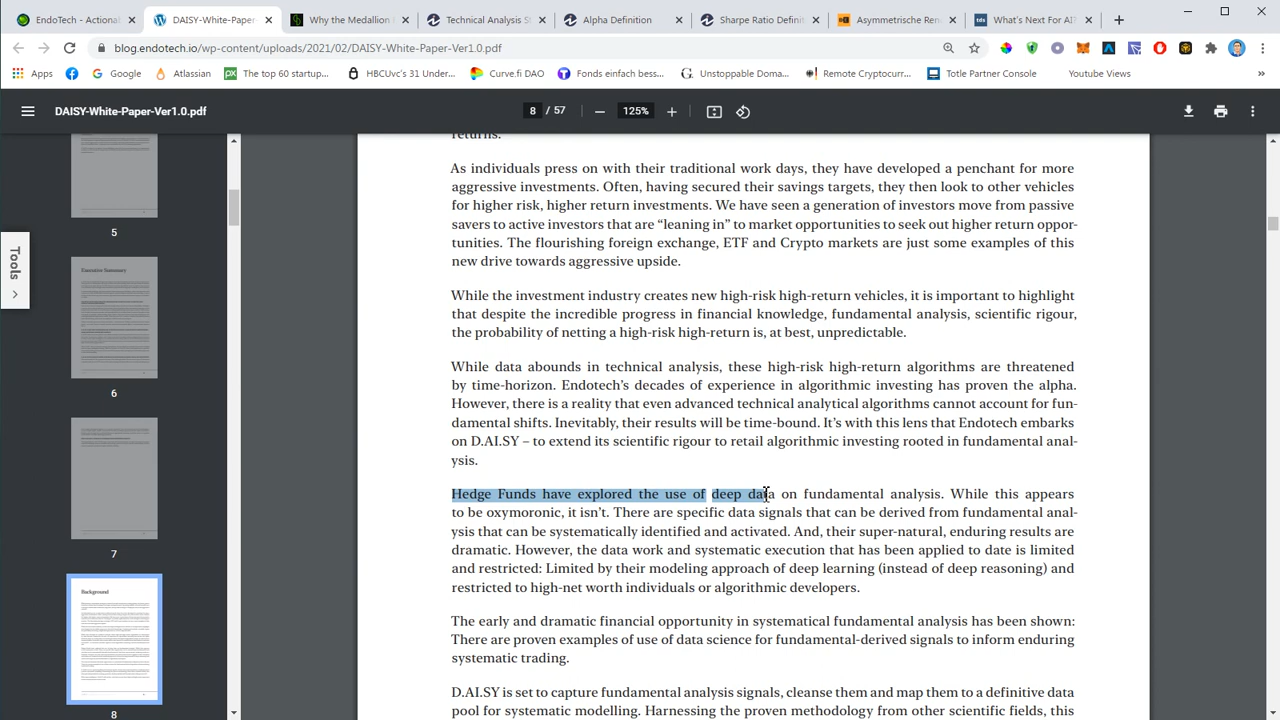 EndoTech - Actional
DAISY-White-Paper-
Why the Medallion
Technical Analysis S
Alpha Definition
Sharpe Ratio Definit
Asymmetrische Ren
What's Next For AI
blog.endotech.io/wp-content/uploads/2021/02/DAISY-White-Paper-Ver1.0.pdf
Apps
Google
Atlassian
The top 60 startup...
HBCUvc's 31 Under...
Curve.fi DAO
Fonds einfach bess...
Unstoppable Doma...
Remote Cryptocurr...
Totle Partner Console
Youtube Views
DAISY-White-Paper-Ver1.0.pdf
8 / 57
125%
Tools
5
Executive Summary
6
7
Background
8
returns.
As individuals press on with their traditional work days, they have developed a penchant for more
aggressive investments. Often, having secured their savings targets, they then look to other vehicles
for higher risk, higher return investments. We have seen a generation of investors move from passive
savers to active investors that are “leaning in” to market opportunities to seek out higher return oppor-
tunities. The flourishing foreign exchange, ETF and Crypto markets are just some examples of this
new drive towards aggressive upside.
While the investment industry creates new high-risk high-return vehicles, it is important to highlight
that despite the incredible progress in financial knowledge, fundamental analysis, scientific rigour,
the probability of netting a high-risk high-return is, at best, unpredictable.
While data abounds in technical analysis, these high-risk high-return algorithms are threatened
by time-horizon. Endotech's decades of experience in algorithmic investing has proven the alpha.
However, there is a reality that even advanced technical analytical algorithms cannot account for fun-
damentals. Inevitably, their results will be time-based. It's with this lens that Endotech embarks
on D.AI.SY – to extend its scientific rigour to retail algorithmic investing rooted in fundamental anal-
ysis.
Hedge Funds have explored the use of deep data on fundamental analysis. While this appears
to be oxymoronic, it isn't. There are specific data signals that can be derived from fundamental anal-
ysis that can be systematically identified and activated. And, their super-natural, enduring results are
dramatic. However, the data work and systematic execution that has been applied to date is limited
and restricted: Limited by their modeling approach of deep learning (instead of deep reasoning) and
restricted to high-net worth individuals or algorithmic developers.
The early and dramatic financial opportunity in systematical fundamental analysis has been shown:
There are proven examples of use of data science for fundamental-derived signals to inform enduring
systematic trading.
D.AI.SY is set to capture fundamental analysis signals, cleanse them and map them to a definitive data
pool for systematic modelling. Harnessing the proven methodology from other scientific fields, this